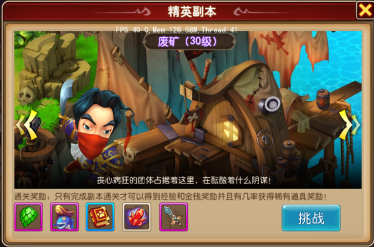 精英副本
FPS 40.0,Mem 128.58M,Thread 41
废矿（30级）
丧心病狂的团体占据着这里，在酝酿着什么阴谋!
通关奖励：只有完成副本通关才可以得到经验和金钱奖励并且有几率获得稀有道具奖励!
挑战